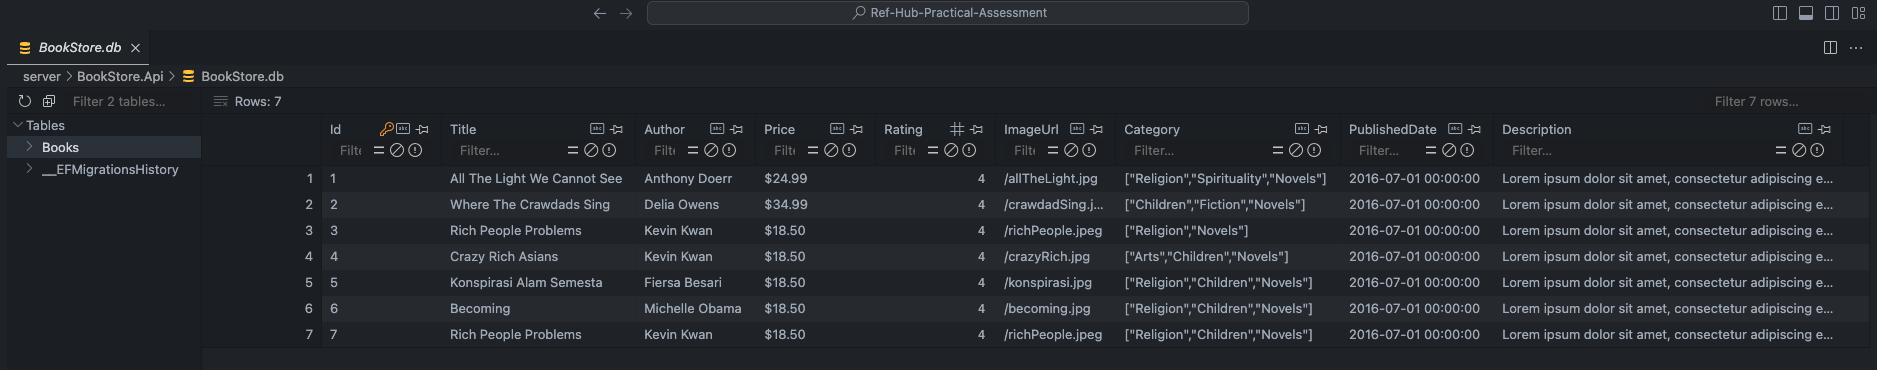 Ref-Hub-Practical-Assessment
BookStore.db
server > BookStore.Api > BookStore.db
Filter 2 tables...
Rows: 7
Filter 7 rows...
Tables
Books
__EFMigrationsHistory
Id Title Author Price Rating ImageUrl Category PublishedDate Description
Filte Filter... Filte Filte Filte Filte Filter... Filter... Filter...
1 1 All The Light We Cannot See Anthony Doerr $24.99 4 /allTheLight.jpg ["Religion","Spirituality","Novels"] 2016-07-01 00:00:00 Lorem ipsum dolor sit amet, consectetur adipiscing e...
2 2 Where The Crawdads Sing Delia Owens $34.99 4 /crawdadSing.j... ["Children","Fiction","Novels"] 2016-07-01 00:00:00 Lorem ipsum dolor sit amet, consectetur adipiscing e...
3 3 Rich People Problems Kevin Kwan $18.50 4 /richPeople.jpeg ["Religion","Novels"] 2016-07-01 00:00:00 Lorem ipsum dolor sit amet, consectetur adipiscing e...
4 4 Crazy Rich Asians Kevin Kwan $18.50 4 /crazyRich.jpg ["Arts","Children","Novels"] 2016-07-01 00:00:00 Lorem ipsum dolor sit amet, consectetur adipiscing e...
5 5 Konspirasi Alam Semesta Fiersa Besari $18.50 4 /konspirasi.jpg ["Religion","Children","Novels"] 2016-07-01 00:00:00 Lorem ipsum dolor sit amet, consectetur adipiscing e...
6 6 Becoming Michelle Obama $18.50 4 /becoming.jpg ["Religion","Children","Novels"] 2016-07-01 00:00:00 Lorem ipsum dolor sit amet, consectetur adipiscing e...
7 7 Rich People Problems Kevin Kwan $18.50 4 /richPeople.jpeg ["Religion","Children","Novels"] 2016-07-01 00:00:00 Lorem ipsum dolor sit amet, consectetur adipiscing e...